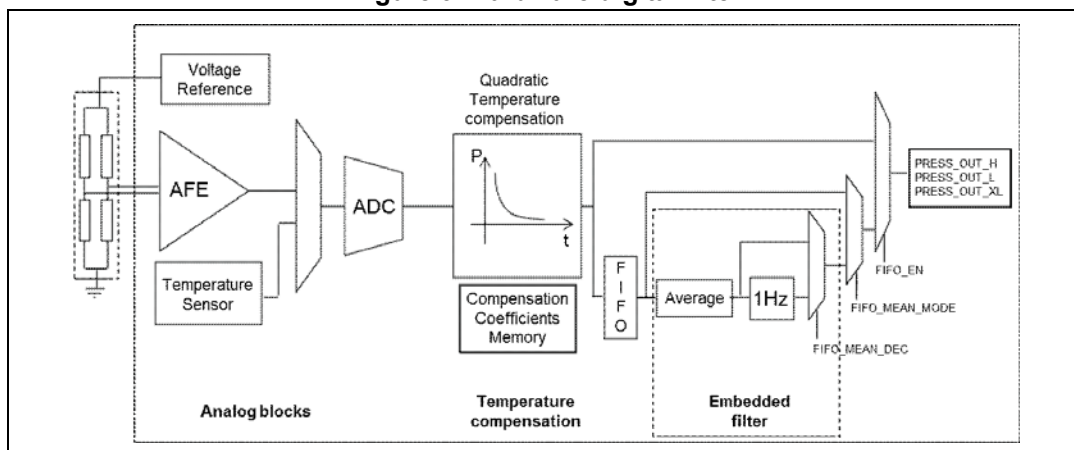 Voltage
Reference
AFE
Temperature
Sensor
ADC
Quadratic
Temperature
compensation
P
t
Compensation
Coefficients
Memory
F
I
F
O
Average
1Hz
PRESS_OUT_H
PRESS_OUT_L
PRESS_OUT_XL
FIFO_EN
FIFO_MEAN_MODE
FIFO_MEAN_DEC
Analog blocks
Temperature
compensation
Embedded
filter